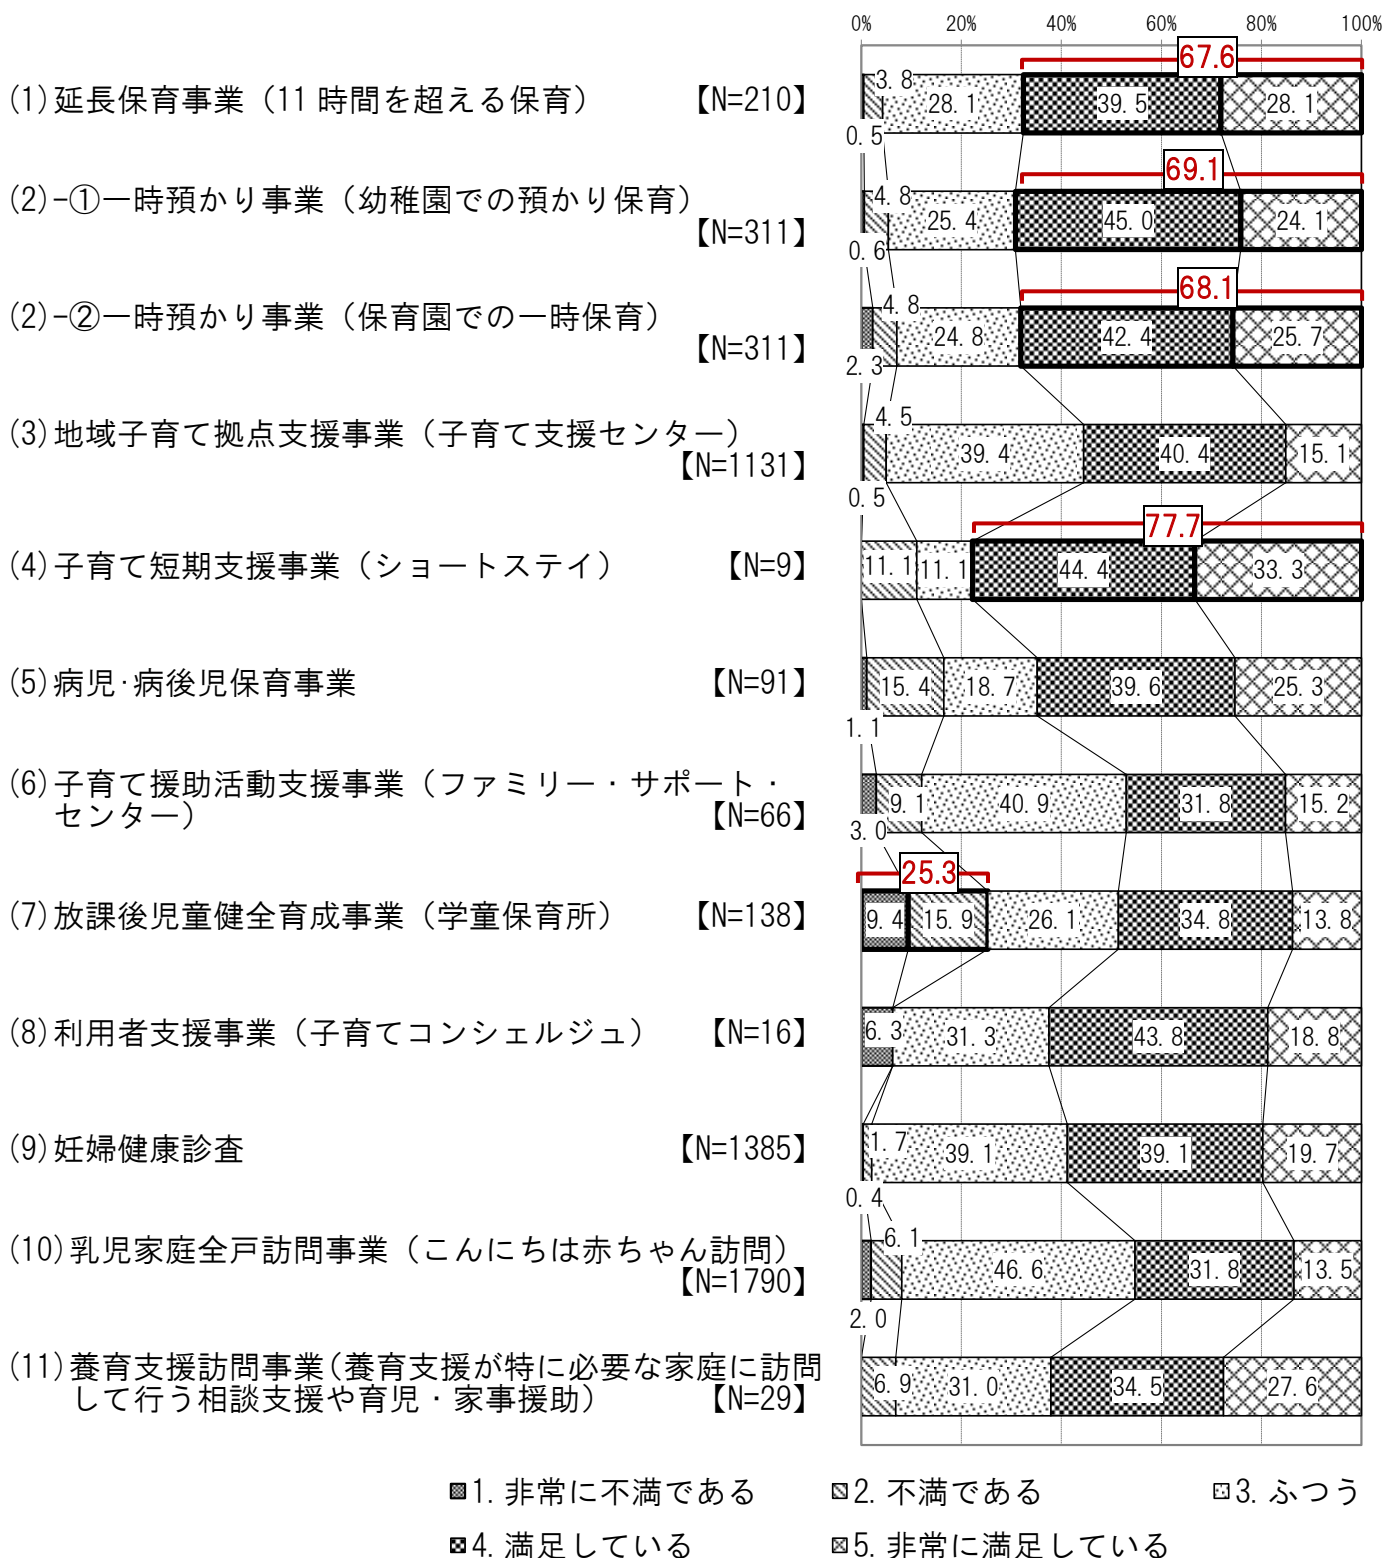 0% 20% 40% 60% 80% 100%
67.6
(1)延長保育事業（11時間を超える保育） 【N=210】
3.8 28.1 39.5 28.1
0.5
69.1
(2)-①一時預かり事業（幼稚園での預かり保育）
【N=311】
4.8 25.4 45.0 24.1
0.6
68.1
(2)-②一時預かり事業（保育園での一時保育）
【N=311】
4.8 24.8 42.4 25.7
2.3
(3)地域子育て拠点支援事業（子育て支援センター）
【N=1131】
4.5 39.4 40.4 15.1
0.5
77.7
(4)子育て短期支援事業（ショートステイ） 【N=9】
11.1 11.1 44.4 33.3
(5)病児･病後児保育事業 【N=91】
15.4 18.7 39.6 25.3
1.1
(6)子育て援助活動支援事業（ファミリー・サポート・
センター） 【N=66】
9.1 40.9 31.8 15.2
3.0
25.3
(7)放課後児童健全育成事業（学童保育所） 【N=138】
9.4 15.9 26.1 34.8 13.8
(8)利用者支援事業（子育てコンシェルジュ） 【N=16】
6.3 31.3 43.8 18.8
(9)妊婦健康診査 【N=1385】
1.7 39.1 39.1 19.7
0.4
(10)乳児家庭全戸訪問事業（こんにちは赤ちゃん訪問）
【N=1790】
6.1 46.6 31.8 13.5
2.0
(11)養育支援訪問事業（養育支援が特に必要な家庭に訪問
して行う相談支援や育児・家事援助） 【N=29】
6.9 31.0 34.5 27.6
1.非常に不満である 2.不満である 3.ふつう
4.満足している 5.非常に満足している